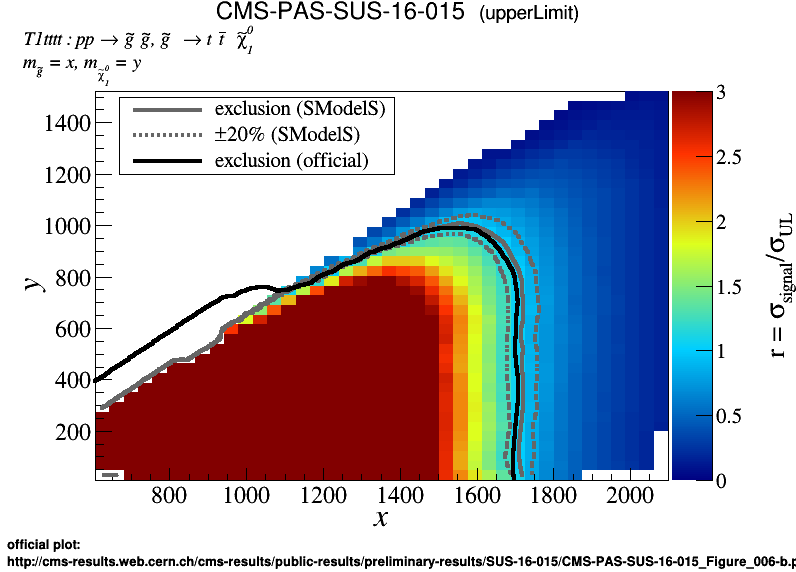 CMS-PAS-SUS-16-015 (upperLimit)
T1tttt : pp → g̃ g̃, g̃ → t t̄ χ̃⁰₁
m_g̃ = x, m_χ̃⁰₁ = y
exclusion (SModelS)
±20% (SModelS)
exclusion (official)
1400
1200
1000
800
600
400
200
y
800 1000 1200 1400 1600 1800 2000
x
3
2.5
2
1.5
1
0.5
0
r = σ_signal/σ_UL
official plot:
http://cms-results.web.cern.ch/cms-results/public-results/preliminary-results/SUS-16-015/CMS-PAS-SUS-16-015_Figure_006-b.p